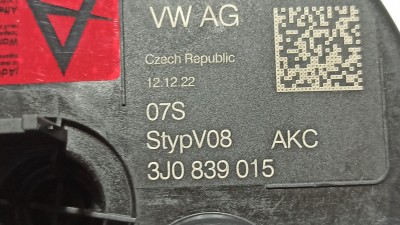 VW AG
Czech Republic
12.12.22
07S
StypV08 AKC
3J0 839 015